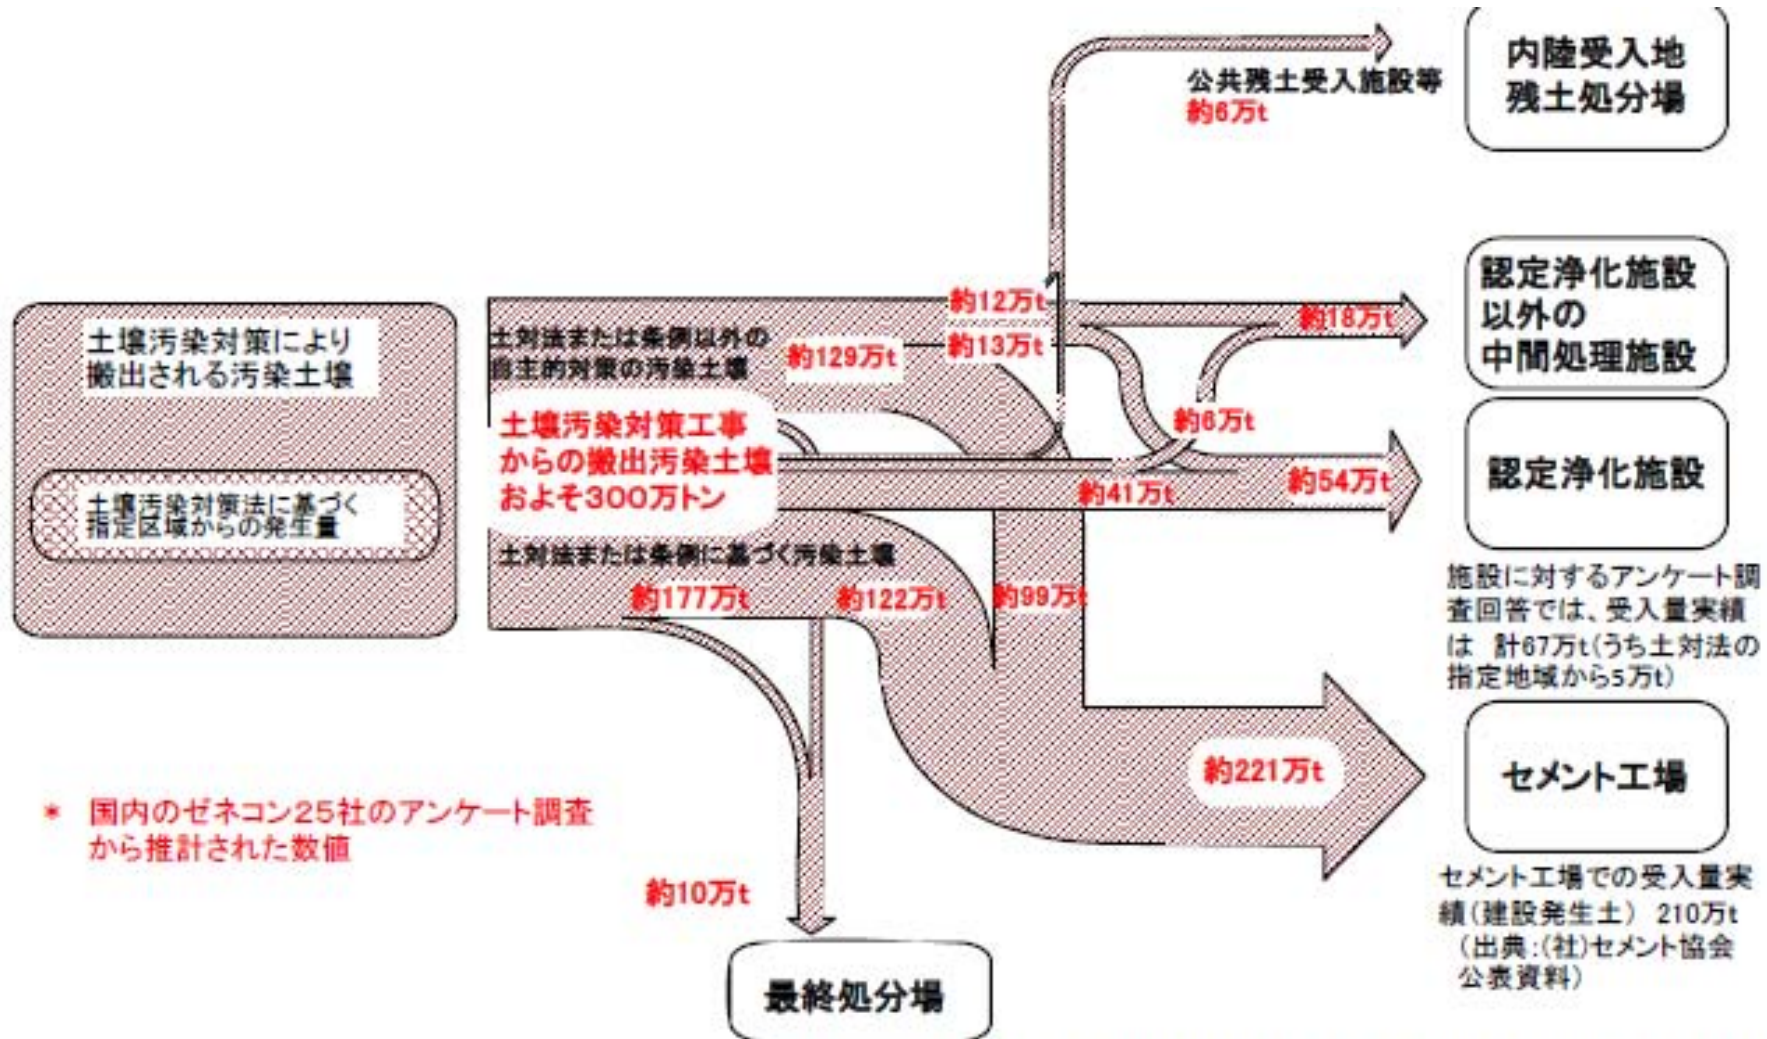 内陸受入地
残土処分場
公共残土受入施設等
約6万t
認定浄化施設
以外の
中間処理施設
約12万t
約18万t
土壌汚染対策により
搬出される汚染土壌
土対法または条例以外の
自主的対策の汚染土壌
約129万t
約13万t
約6万t
土壌汚染対策工事
からの搬出汚染土壌
およそ300万トン
約41万t
約54万t
認定浄化施設
土壌汚染対策法に基づく
指定区域からの発生量
土対法または条例に基づく汚染土壌
約177万t
約122万t
約99万t
施設に対するアンケート調
査回答では、受入量実績
は 計67万t(うち土対法の
指定地域から5万t)
約221万t
セメント工場
* 国内のゼネコン25社のアンケート調査
から推計された数値
約10万t
セメント工場での受入量実
績(建設発生土) 210万t
(出典:(社)セメント協会
公表資料)
最終処分場